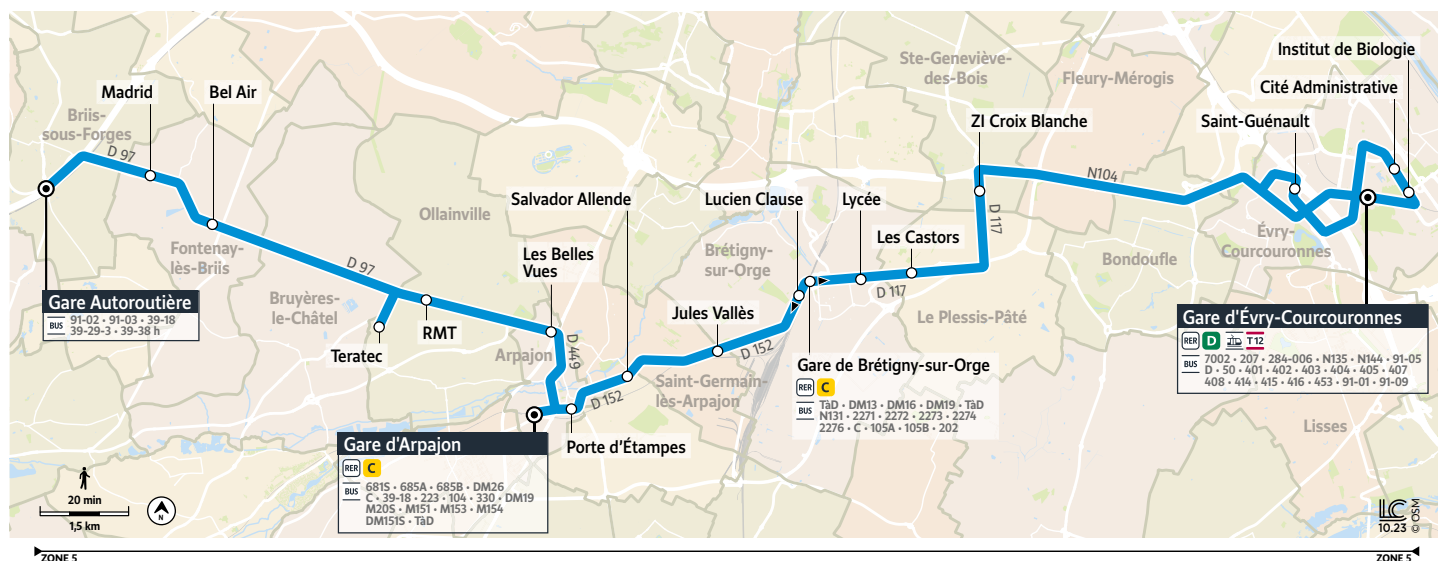 Institut de Biologie
Ste-Geneviève-
des-Bois
Fleury-Mérogis
Cité Administrative
Madrid
Bel Air
Briis-
sous-Forges
ZI Croix Blanche
Saint-Guénault
D 97
N104
Ollainville
Salvador Allende
Lucien Clause
Lycée
D 117
Les Castors
Évry-
Courcouronnes
Fontenay-
lès-Briis
Les Belles
Vues
Brétigny-
sur-Orge
Bondoufle
D 97
D 117
Gare Autoroutière
BUS
91-02 • 91-03 • 39-18
39-29-3 • 39-38 h
Bruyères-
le-Châtel
Jules Vallès
Le Plessis-Pâté
Gare d'Évry-Courcouronnes
RER D T 12
BUS
7002 • 207 • 284-006 • N135 • N144 • 91-05
D • 50 • 401 • 402 • 403 • 404 • 405 • 407
408 • 414 • 415 • 416 • 453 • 91-01 • 91-09
RMT
Teratec
Arpajon
D 449
D 152
Gare de Brétigny-sur-Orge
RER C
BUS
TàD • DM13 • DM16 • DM19 • TàD
N131 • 2271 • 2272 • 2273 • 2274
2276 • C • 105A • 105B • 202
Saint-Germain-
lès-Arpajon
D 152
Lisses
Gare d'Arpajon
RER C
BUS
681S • 685A • 685B • DM26
C • 39-18 • 223 • 104 • 330 • DM19
M20S • M151 • M153 • M154
DM151S • TàD
Porte d'Étampes
20 min
1,5 km
N
LC
10.23
© OSM
ZONE 5
ZONE 5